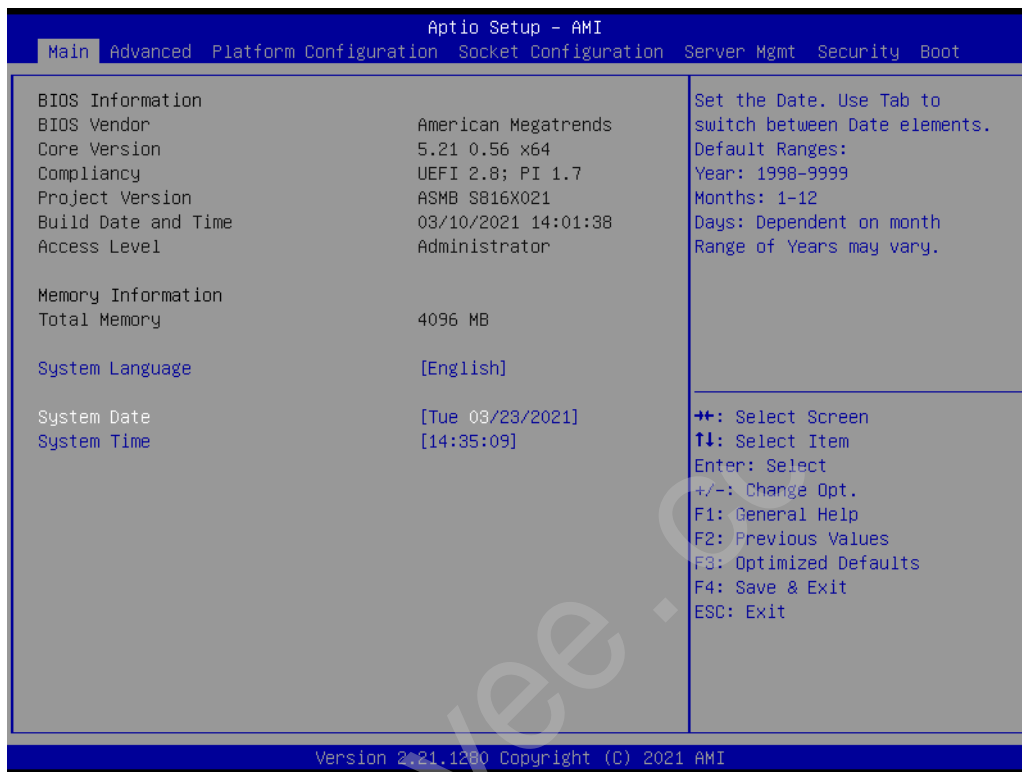 Aptio Setup – AMI
Main Advanced Platform Configuration Socket Configuration Server Mgmt Security Boot
BIOS Information
BIOS Vendor American Megatrends
Core Version 5.21 0.56 x64
Compliancy UEFI 2.8; PI 1.7
Project Version ASMB S816X021
Build Date and Time 03/10/2021 14:01:38
Access Level Administrator
Memory Information
Total Memory 4096 MB
System Language [English]
System Date [Tue 03/23/2021]
System Time [14:35:09]
Set the Date. Use Tab to
switch between Date elements.
Default Ranges:
Year: 1998-9999
Months: 1-12
Days: Dependent on month
Range of Years may vary.
→←: Select Screen
↑↓: Select Item
Enter: Select
+/-: Change Opt.
F1: General Help
F2: Previous Values
F3: Optimized Defaults
F4: Save & Exit
ESC: Exit
Version 2.21.1280 Copyright (C) 2021 AMI